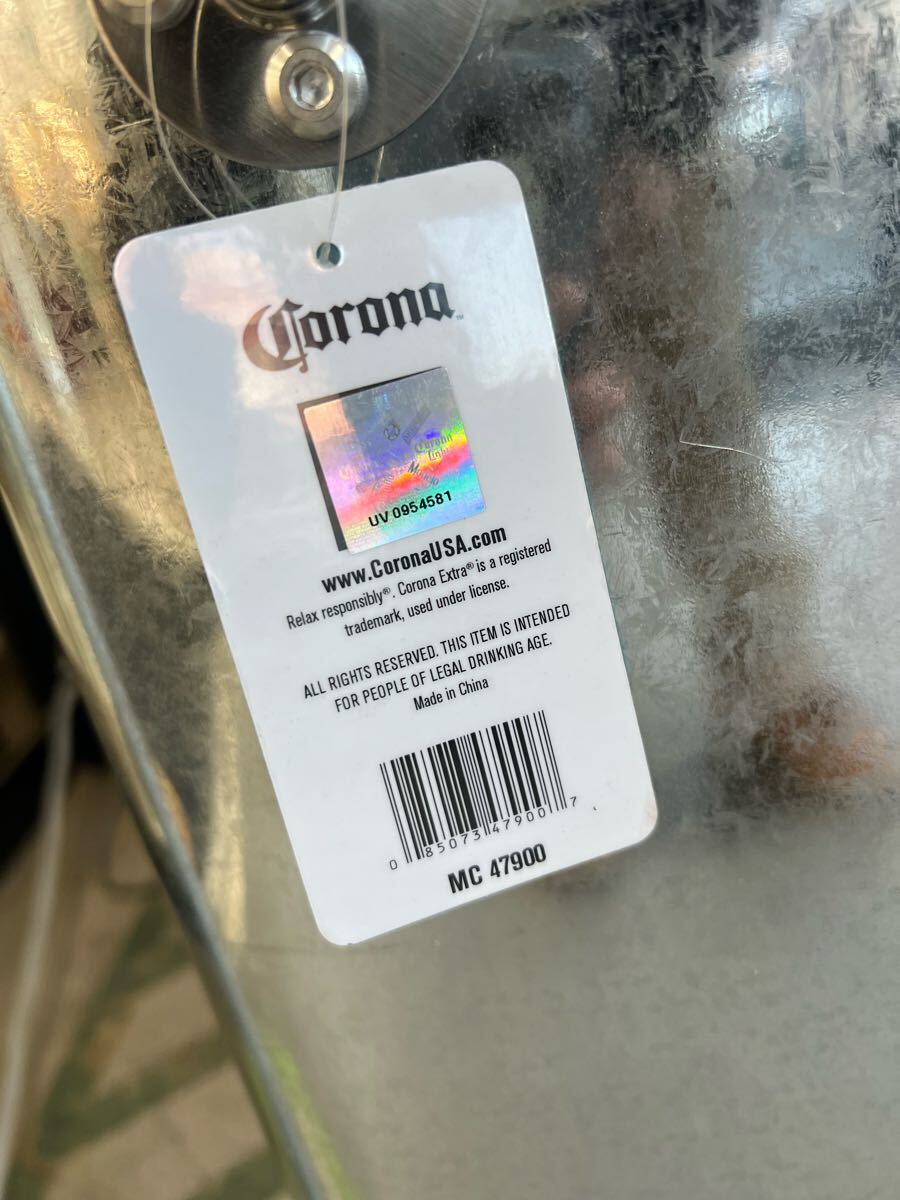 Corona™
Corona
Light
UV 0954581
www.CoronaUSA.com
Relax responsibly®. Corona Extra® is a registered
trademark, used under license.
ALL RIGHTS RESERVED. THIS ITEM IS INTENDED
FOR PEOPLE OF LEGAL DRINKING AGE.
Made in China
0 85073 47900 7
MC 47900